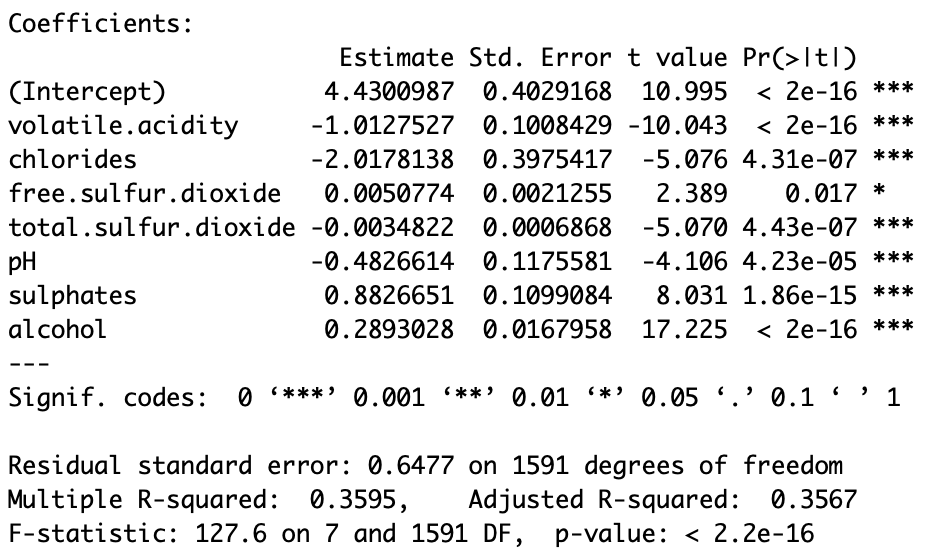 Coefficients:
                       Estimate Std. Error t value Pr(>|t|)
(Intercept)           4.4300987  0.4029168  10.995  < 2e-16 ***
volatile.acidity     -1.0127527  0.1008429 -10.043  < 2e-16 ***
chlorides            -2.0178138  0.3975417  -5.076 4.31e-07 ***
free.sulfur.dioxide   0.0050774  0.0021255   2.389    0.017 *
total.sulfur.dioxide -0.0034822  0.0006868  -5.070 4.43e-07 ***
pH                   -0.4826614  0.1175581  -4.106 4.23e-05 ***
sulphates             0.8826651  0.1099084   8.031 1.86e-15 ***
alcohol               0.2893028  0.0167958  17.225  < 2e-16 ***
---
Signif. codes:  0 ‘***’ 0.001 ‘**’ 0.01 ‘*’ 0.05 ‘.’ 0.1 ‘ ’ 1

Residual standard error: 0.6477 on 1591 degrees of freedom
Multiple R-squared:  0.3595,    Adjusted R-squared:  0.3567
F-statistic: 127.6 on 7 and 1591 DF,  p-value: < 2.2e-16